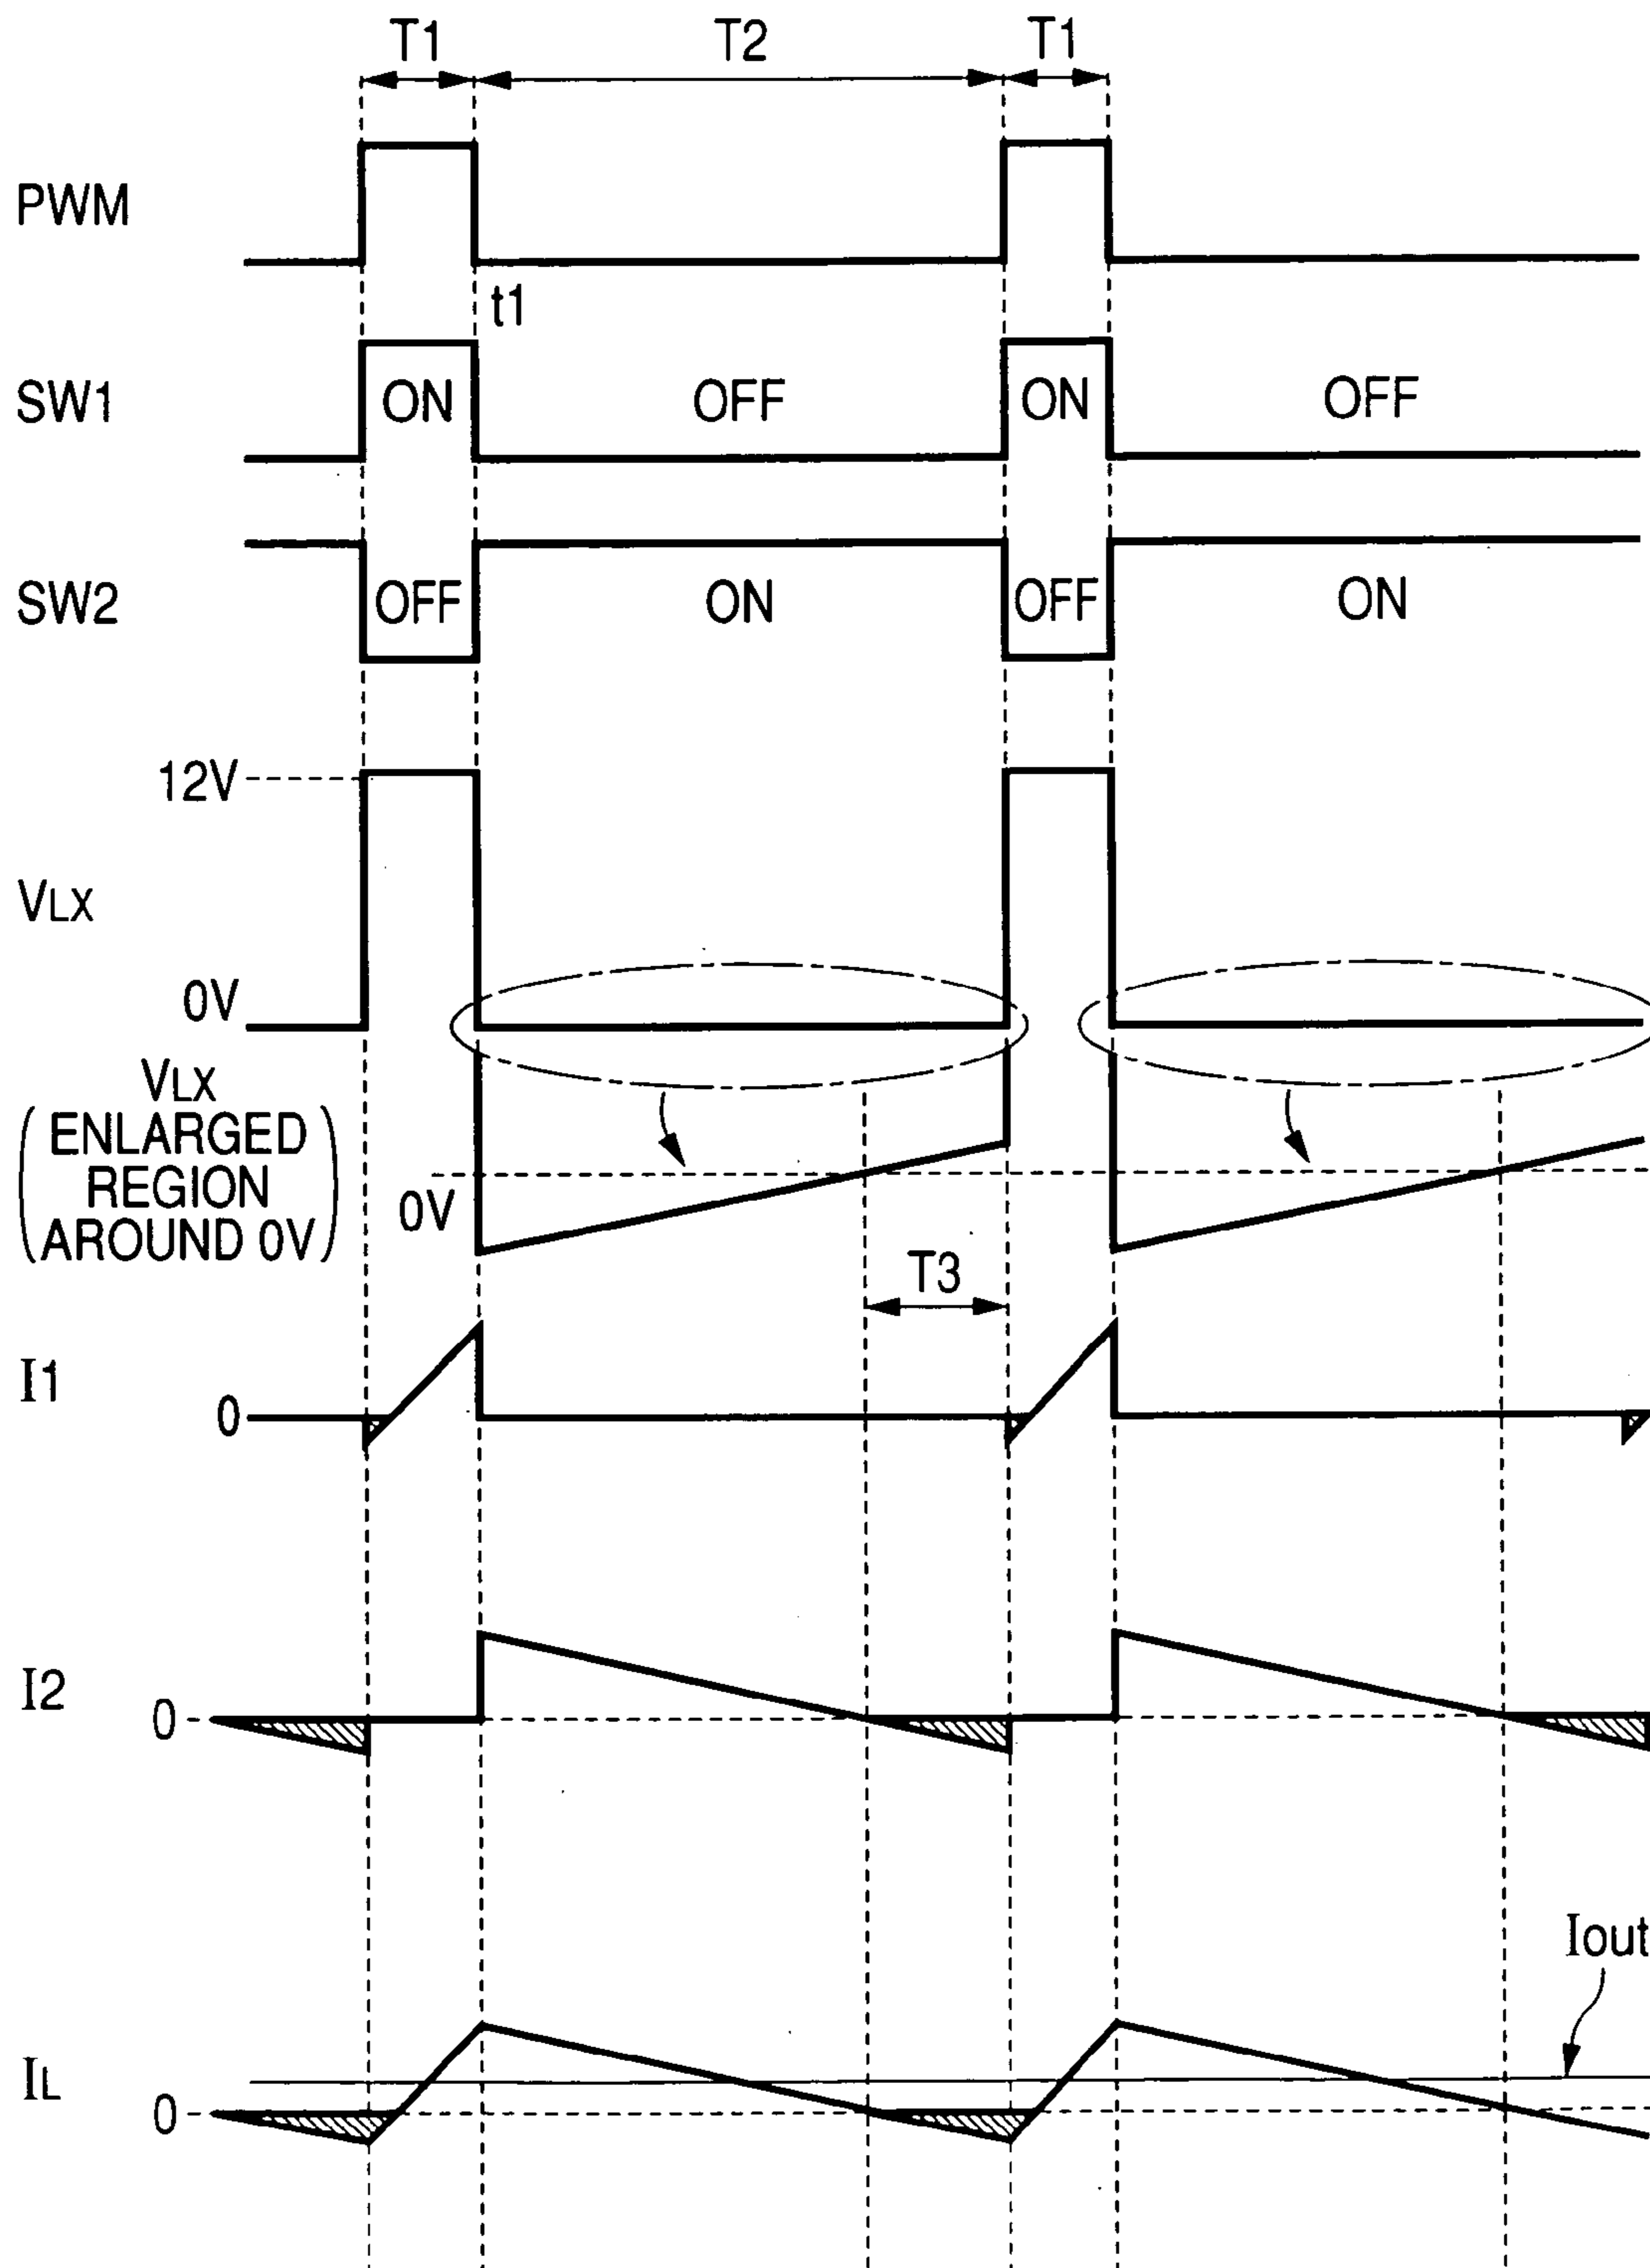 T1 T2 T1
PWM
t1
SW1 ON OFF ON OFF
SW2 OFF ON OFF ON
12V
VLX
0V
VLX
ENLARGED
REGION
AROUND 0V
0V
T3
I1
0
I2
0
Iout
IL
0